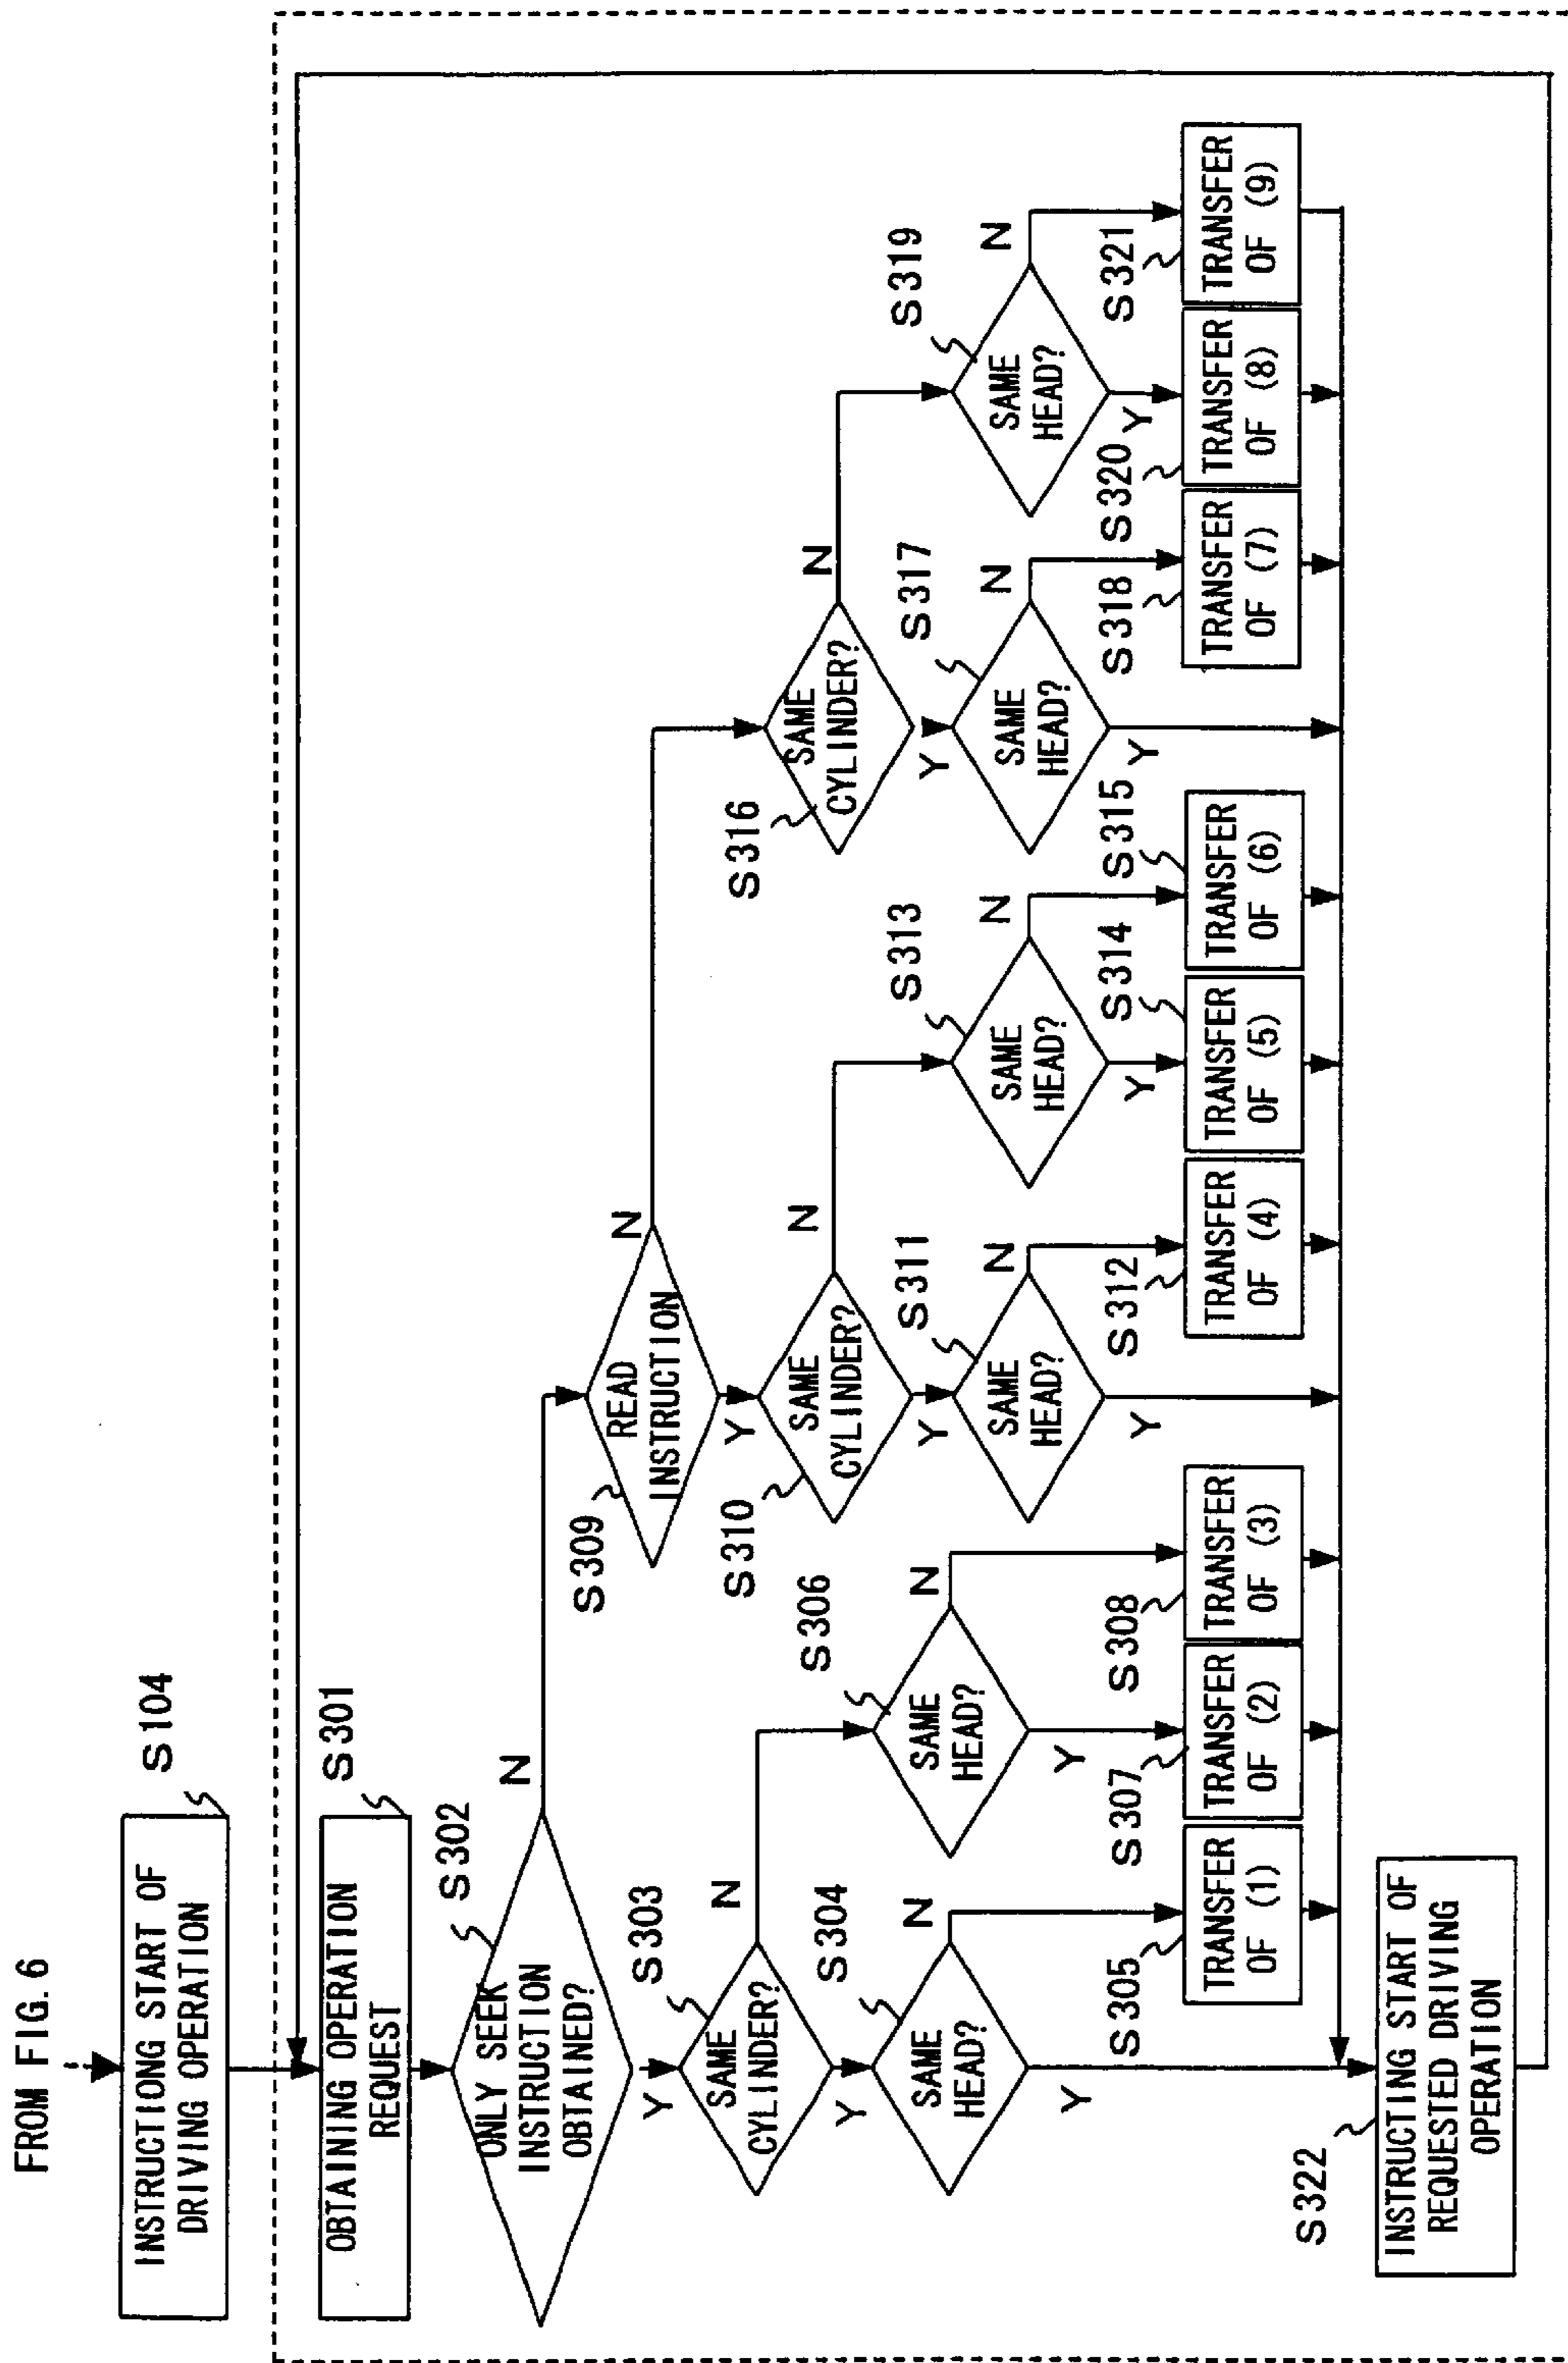 FROM FIG. 6
INSTRUCTIONG START OF
DRIVING OPERATION
S104
OBTAINING OPERATION
REQUEST
S301
ONLY SEEK
INSTRUCTION
OBTAINED?
S302
N
Y
SAME
CYLINDER?
S303
N
Y
SAME
HEAD?
S304
N
Y
TRANSFER
OF (1)
S305
SAME
HEAD?
S306
N
Y
TRANSFER
OF (2)
S307
TRANSFER
OF (3)
S308
READ
INSTRUCTION
S309
N
Y
SAME
CYLINDER?
S310
N
Y
SAME
HEAD?
S311
N
Y
TRANSFER
OF (4)
S312
SAME
HEAD?
S313
N
Y
TRANSFER
OF (5)
S314
TRANSFER
OF (6)
S315
SAME
CYLINDER?
S316
N
Y
SAME
HEAD?
S317
N
Y
TRANSFER
OF (7)
S318
SAME
HEAD?
S319
N
Y
TRANSFER
OF (8)
S320
TRANSFER
OF (9)
S321
INSTRUCTING START OF
REQUESTED DRIVING
OPERATION
S322